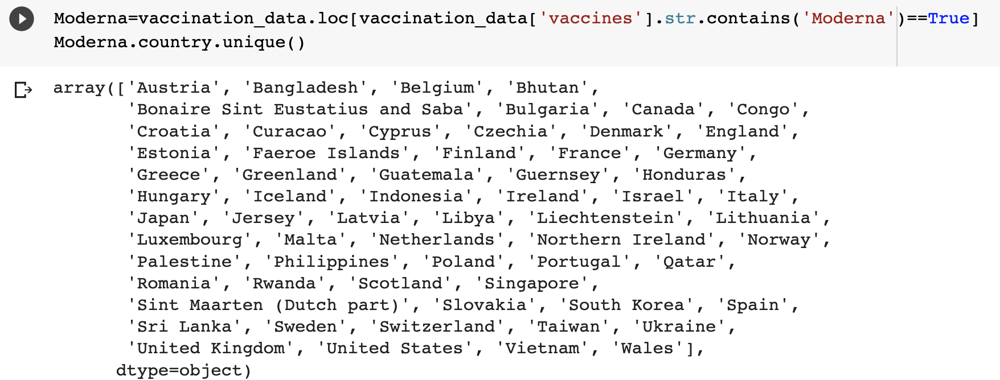 Moderna=vaccination_data.loc[vaccination_data['vaccines'].str.contains('Moderna')==True]
Moderna.country.unique()
array(['Austria', 'Bangladesh', 'Belgium', 'Bhutan',
'Bonaire Sint Eustatius and Saba', 'Bulgaria', 'Canada', 'Congo',
'Croatia', 'Curacao', 'Cyprus', 'Czechia', 'Denmark', 'England',
'Estonia', 'Faeroe Islands', 'Finland', 'France', 'Germany',
'Greece', 'Greenland', 'Guatemala', 'Guernsey', 'Honduras',
'Hungary', 'Iceland', 'Indonesia', 'Ireland', 'Israel', 'Italy',
'Japan', 'Jersey', 'Latvia', 'Libya', 'Liechtenstein', 'Lithuania',
'Luxembourg', 'Malta', 'Netherlands', 'Northern Ireland', 'Norway',
'Palestine', 'Philippines', 'Poland', 'Portugal', 'Qatar',
'Romania', 'Rwanda', 'Scotland', 'Singapore',
'Sint Maarten (Dutch part)', 'Slovakia', 'South Korea', 'Spain',
'Sri Lanka', 'Sweden', 'Switzerland', 'Taiwan', 'Ukraine',
'United Kingdom', 'United States', 'Vietnam', 'Wales'],
dtype=object)